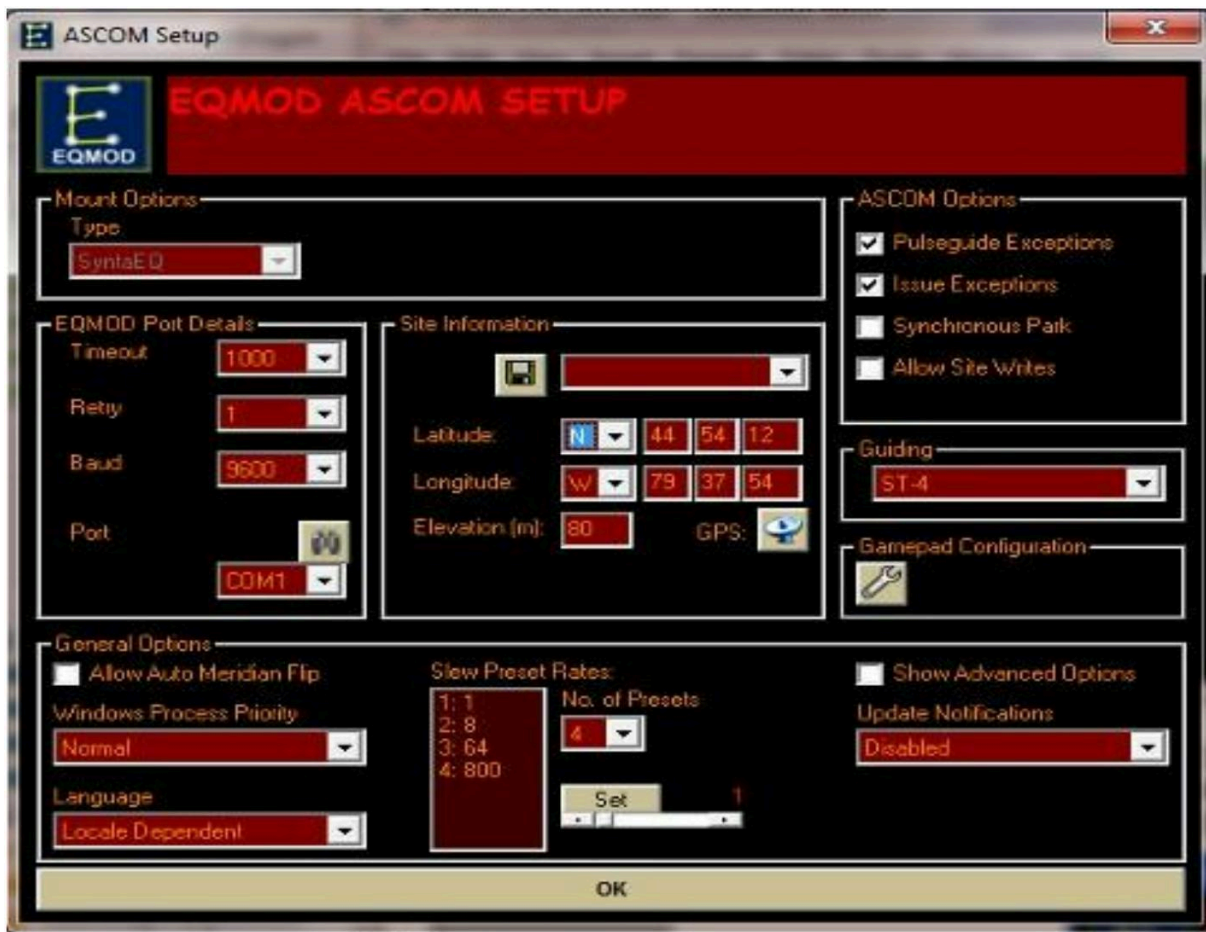 ASCOM Setup
EQMOD
EQMOD ASCOM SETUP
Mount Options
Type
SyntaEQ
ASCOM Options
Pulseguide Exceptions
Issue Exceptions
Synchronous Park
Allow Site Writes
EQMOD Port Details
Timeout 1000
Retry 1
Baud 9600
Port
COM1
Site Information
Latitude: N 44 54 12
Longitude: W 79 37 54
Elevation (m): 80 GPS:
Guiding
ST-4
Gamepad Configuration
General Options
Allow Auto Meridian Flip
Windows Process Priority
Normal
Language
Locale Dependent
Slew Preset Rates:
1: 1
2: 8
3: 64
4: 800
No. of Presets
4
Set 1
Show Advanced Options
Update Notifications
Disabled
OK